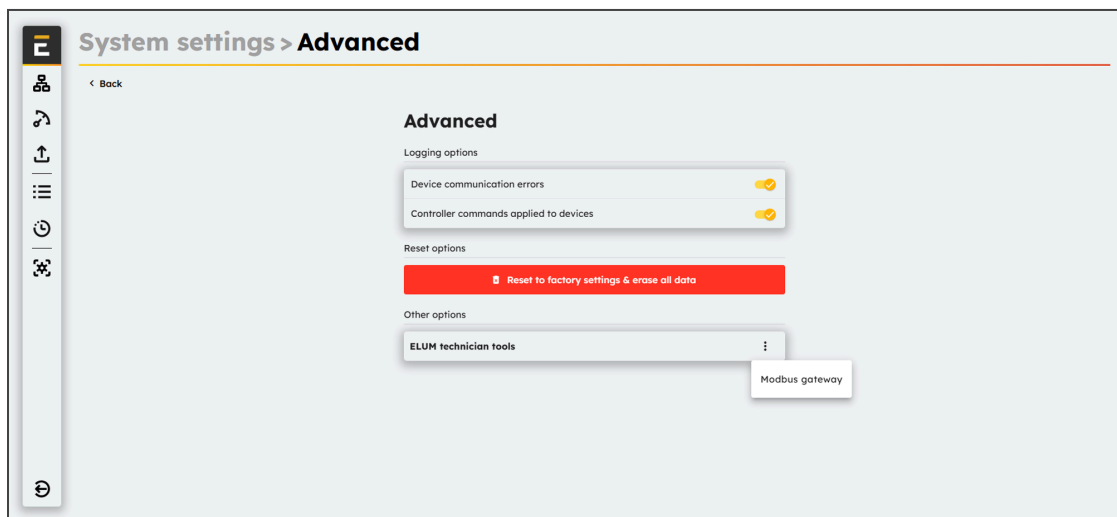 System settings > Advanced
< Back
Advanced
Logging options
Device communication errors
Controller commands applied to devices
Reset options
Reset to factory settings & erase all data
Other options
ELUM technician tools
Modbus gateway